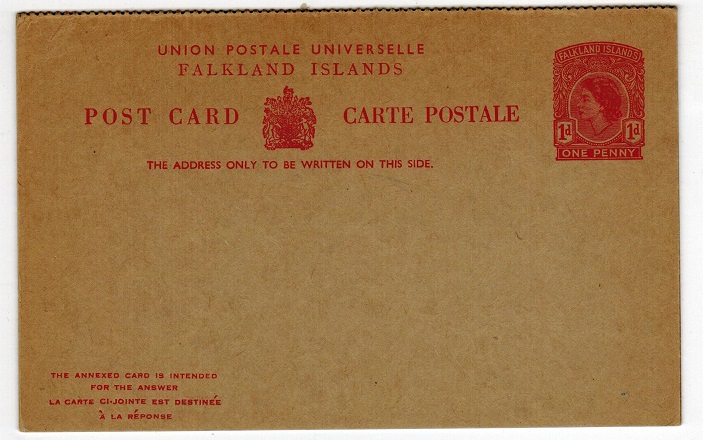 UNION POSTALE UNIVERSELLE
FALKLAND ISLANDS
POST CARD CARTE POSTALE
THE ADDRESS ONLY TO BE WRITTEN ON THIS SIDE.
FALKLAND ISLANDS
1d 1d
ONE PENNY
THE ANNEXED CARD IS INTENDED
FOR THE ANSWER
LA CARTE CI-JOINTE EST DESTINÉE
À LA RÉPONSE